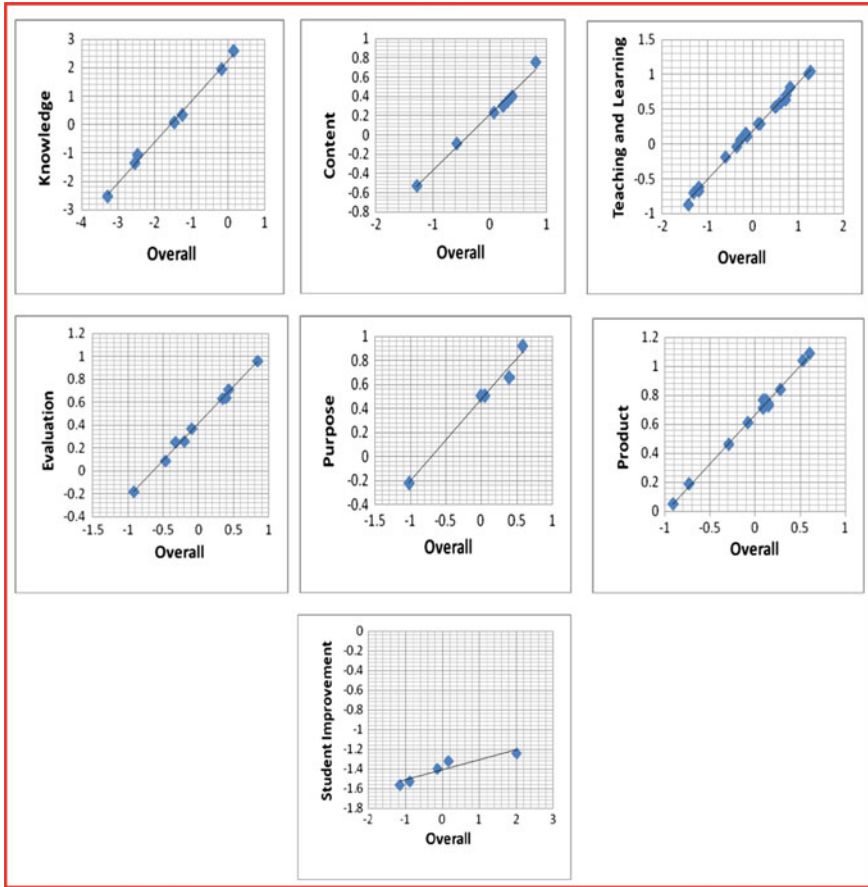 Knowledge
3
2
1
0
-1
-2
-3
-4 -3 -2 -1 0 1
Overall
Content
1
0.8
0.6
0.4
0.2
0
-0.2
-0.4
-0.6
-0.8
-2 -1 0 1
Overall
Teaching and Learning
1.5
1
0.5
0
-0.5
-1
-2 -1 0 1 2
Overall
Evaluation
1.2
1
0.8
0.6
0.4
0.2
0
-0.2
-0.4
-1.5 -1 -0.5 0 0.5 1
Overall
Purpose
1
0.8
0.6
0.4
0.2
0
-0.2
-0.4
-1.5 -1 -0.5 0 0.5 1
Overall
Product
1.2
1
0.8
0.6
0.4
0.2
0
-1 -0.5 0 0.5 1
Overall
Student Improvement
0
-0.2
-0.4
-0.6
-0.8
-1
-1.2
-1.4
-1.6
-1.8
-2 -1 0 1 2 3
Overall